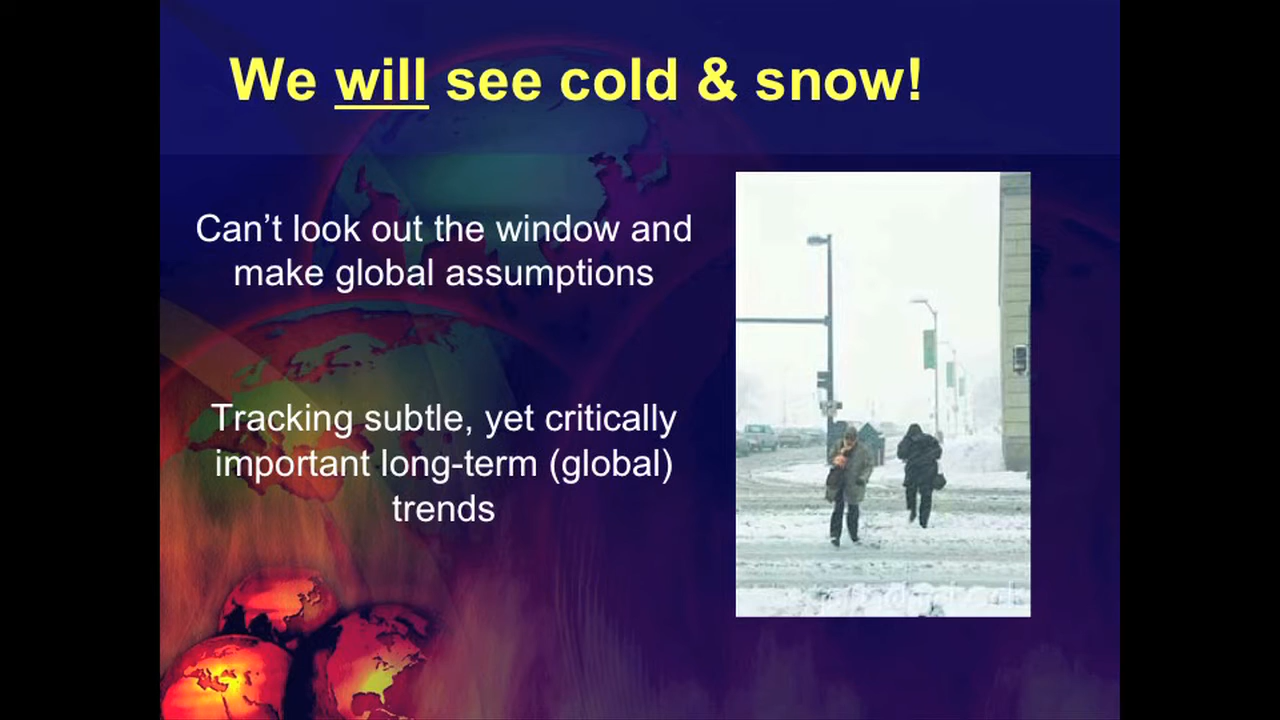 We will see cold & snow!
Can’t look out the window and
make global assumptions
Tracking subtle, yet critically
important long-term (global)
trends